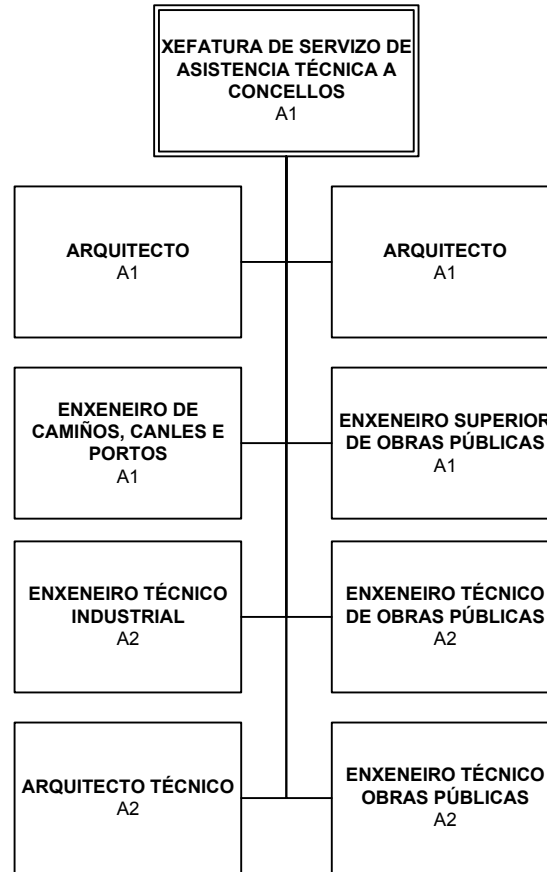 XEFATURA DE SERVIZO DE
ASISTENCIA TÉCNICA A
CONCELLOS
A1
ARQUITECTO
A1
ARQUITECTO
A1
ENXENEIRO DE
CAMIÑOS, CANLES E
PORTOS
A1
ENXENEIRO SUPERIOR
DE OBRAS PÚBLICAS
A1
ENXENEIRO TÉCNICO
INDUSTRIAL
A2
ENXENEIRO TÉCNICO
DE OBRAS PÚBLICAS
A2
ARQUITECTO TÉCNICO
A2
ENXENEIRO TÉCNICO
OBRAS PÚBLICAS
A2